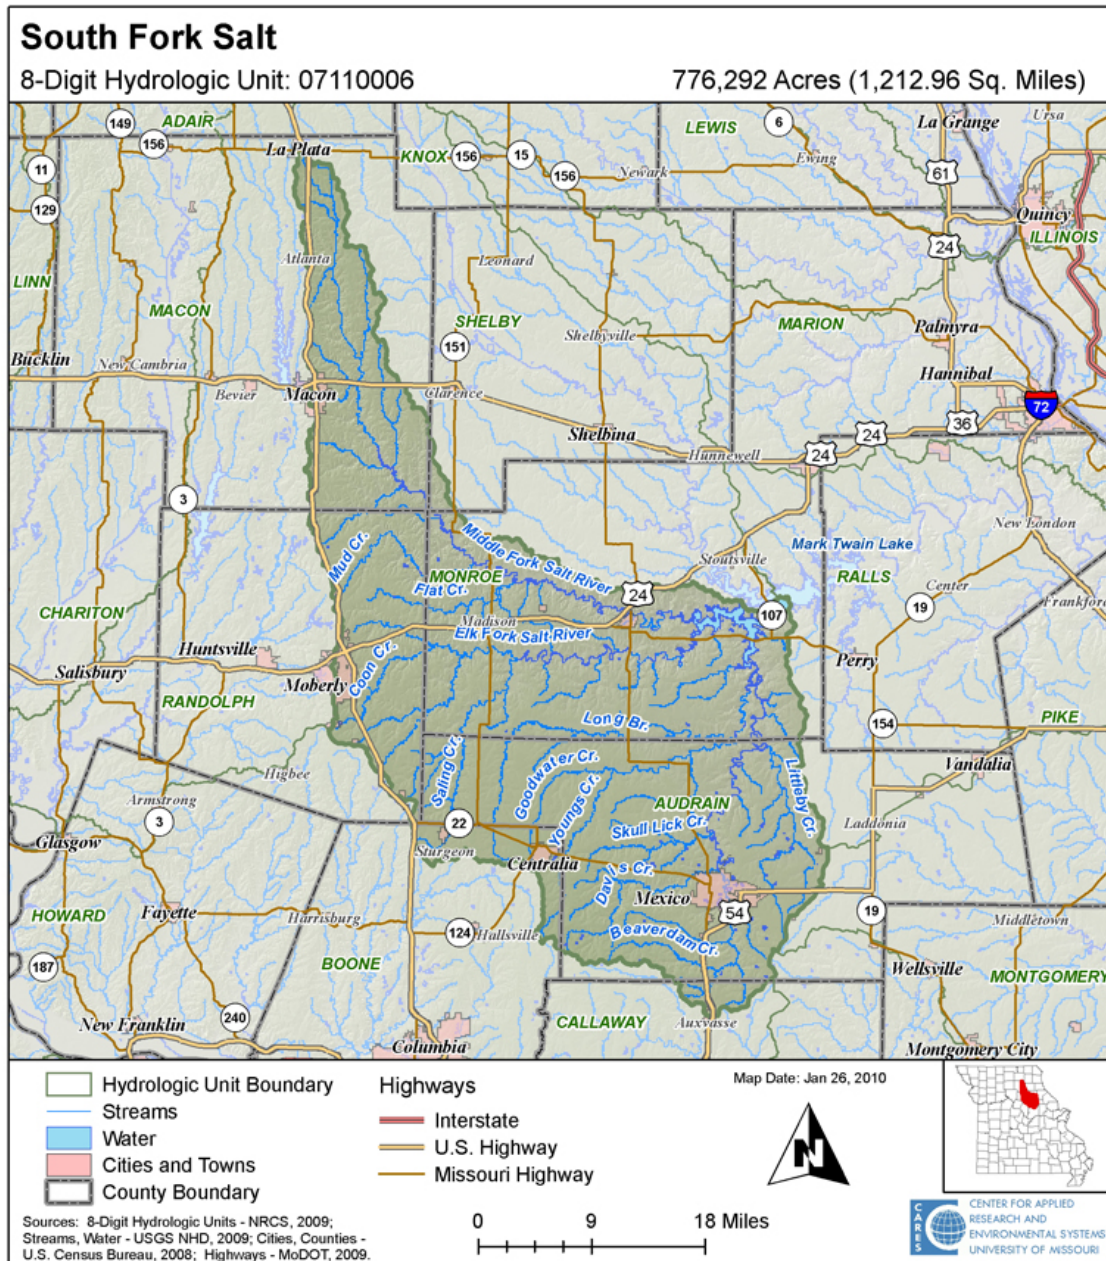 South Fork Salt
8-Digit Hydrologic Unit: 07110006
776,292 Acres (1,212.96 Sq. Miles)
149
ADAIR
156
La Plata
KNOX
156
15
156
Newark
LEWIS
6
Ewing
La Grange
Ursa
11
129
61
Quincy
24
ILLINOIS
LINN
Atlanta
Leonard
MACON
SHELBY
151
Shelbyville
MARION
Palmyra
Bucklin
New Cambria
Bevier
Macon
Clarence
Hannibal
72
Shelbina
Hunnewell
24
24
36
3
New London
Mud Cr.
Middle Fork Salt River
Stoutsville
Mark Twain Lake
MONROE
Flat Cr.
24
RALLS
Center
19
Frankford
CHARITON
Madison
107
Elk Fork Salt River
Huntsville
Salisbury
Moberly
Coon Cr.
Perry
RANDOLPH
Long Br.
154
PIKE
Higbee
Saling Cr.
Goodwater Cr.
Youngs Cr.
Littleby Cr.
Vandalia
Armstrong
3
AUDRAIN
22
Skull Lick Cr.
Laddonia
Glasgow
Sturgeon
Centralia
Davis Cr.
Mexico
HOWARD
Fayette
Harrisburg
124
Hallsville
54
19
Middletown
Beaverdam Cr.
187
BOONE
Wellsville
MONTGOMERY
240
New Franklin
CALLAWAY
Auxvasse
Columbia
Montgomery City
Hydrologic Unit Boundary
Streams
Water
Cities and Towns
County Boundary
Highways
Interstate
U.S. Highway
Missouri Highway
Map Date: Jan 26, 2010
N
Sources: 8-Digit Hydrologic Units - NRCS, 2009;
Streams, Water - USGS NHD, 2009; Cities, Counties -
U.S. Census Bureau, 2008; Highways - MoDOT, 2009.
0 9 18 Miles
CARES
CENTER FOR APPLIED
RESEARCH AND
ENVIRONMENTAL SYSTEMS
UNIVERSITY OF MISSOURI